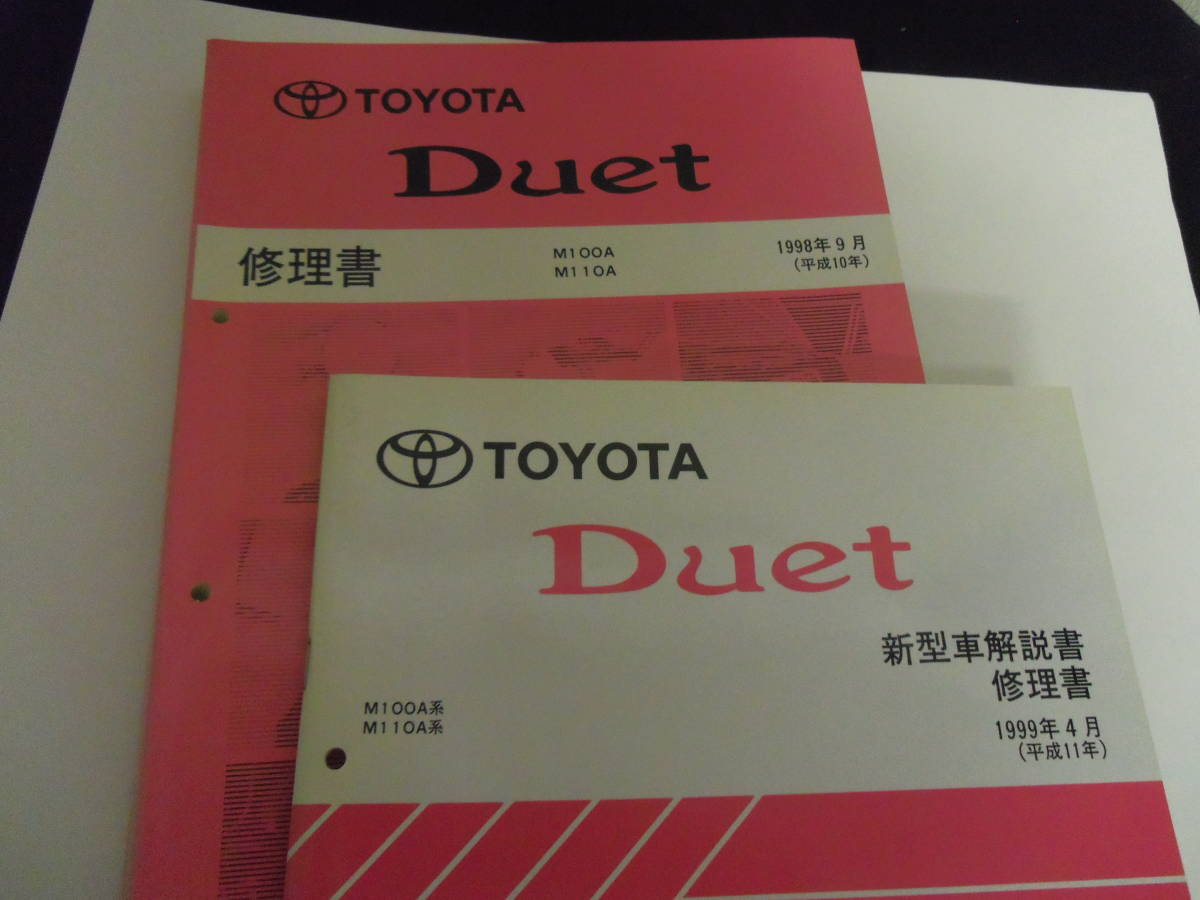 TOYOTA
Duet
修理書
M100A
M110A
1998年9月
(平成10年)
TOYOTA
Duet
新型車解説書
修理書
M100A系
M110A系
1999年4月
(平成11年)